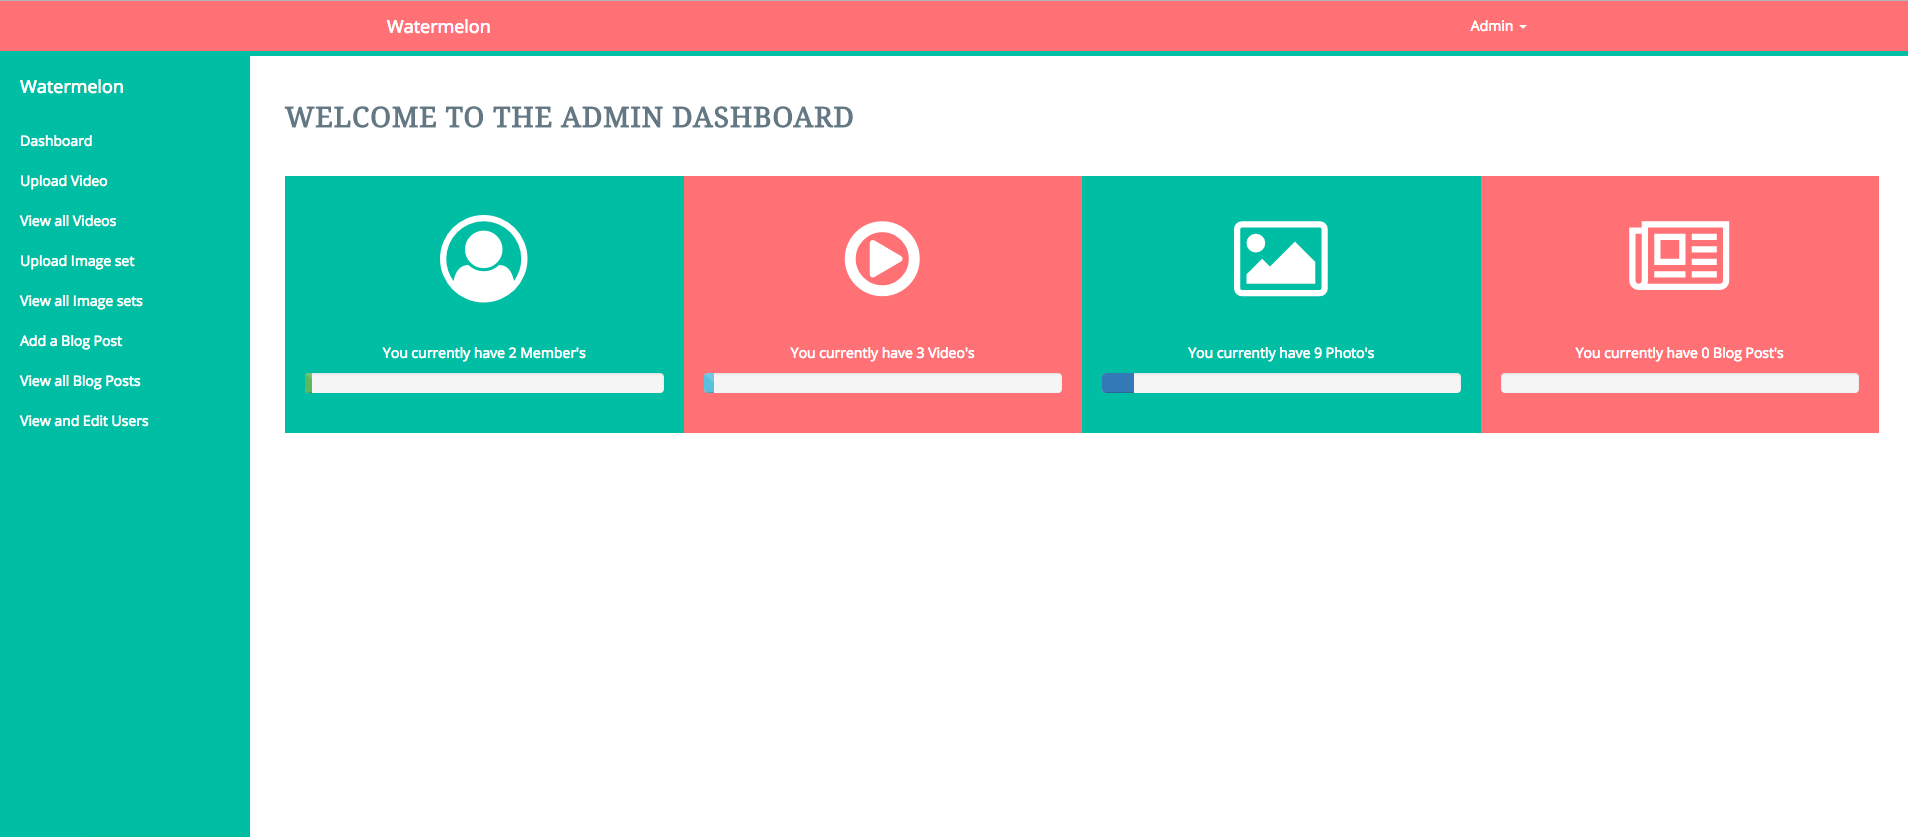 Watermelon
Admin
Watermelon
Dashboard
Upload Video
View all Videos
Upload Image set
View all Image sets
Add a Blog Post
View all Blog Posts
View and Edit Users
WELCOME TO THE ADMIN DASHBOARD
You currently have 2 Member's
You currently have 3 Video's
You currently have 9 Photo's
You currently have 0 Blog Post's